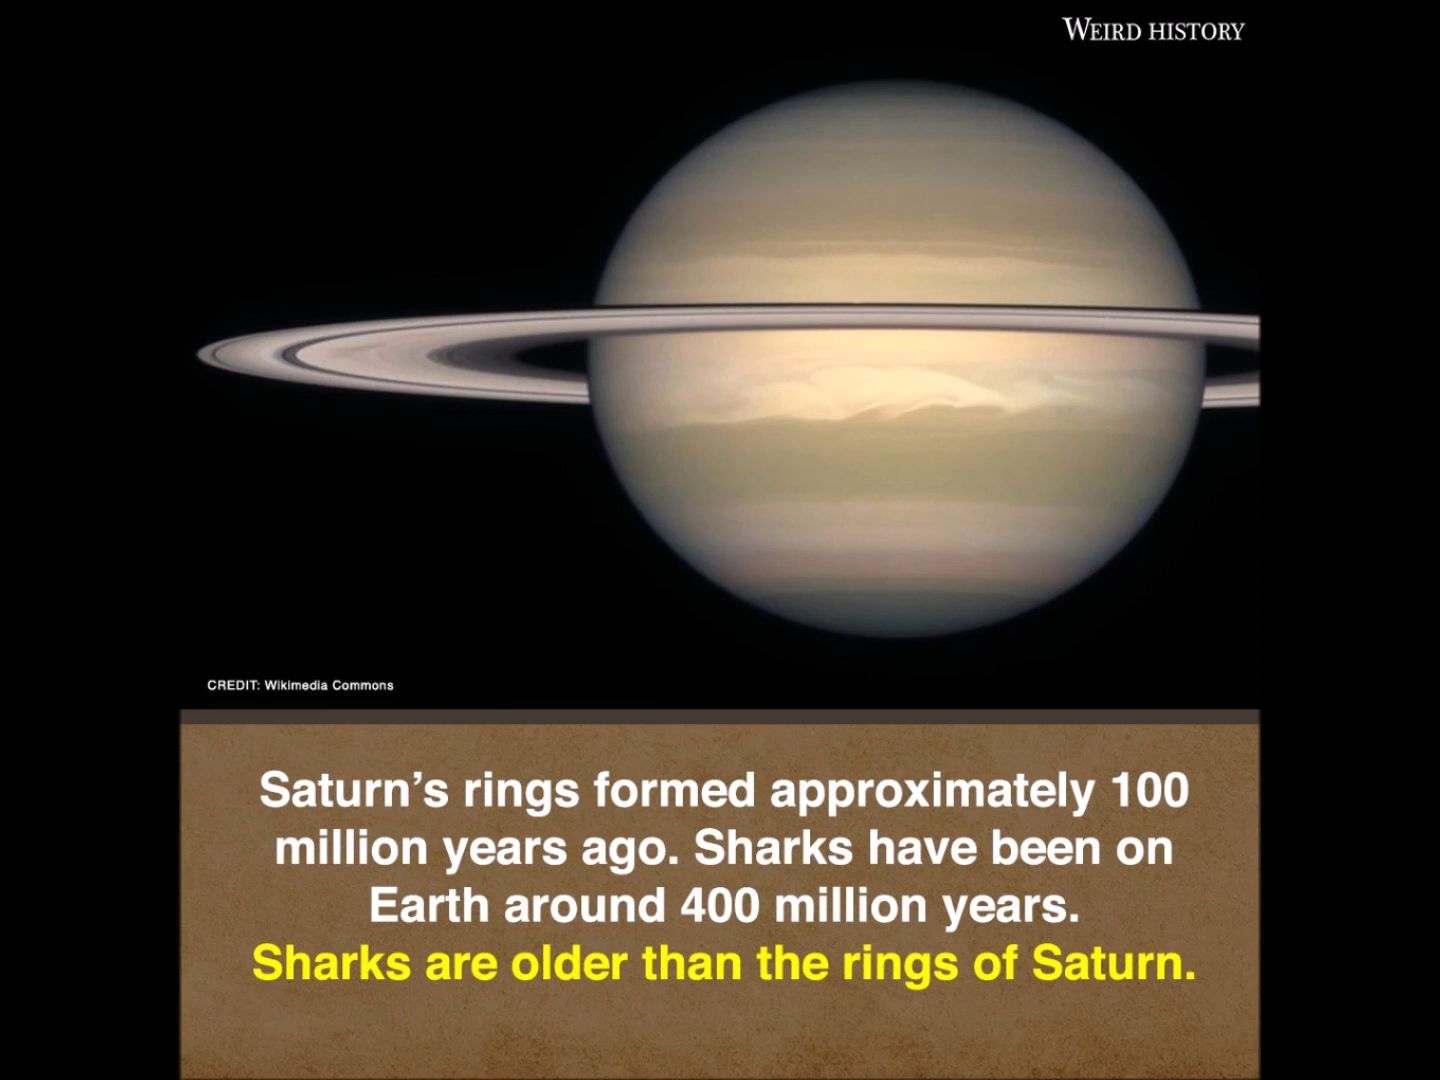 WEIRD HISTORY
CREDIT: Wikimedia Commons
Saturn’s rings formed approximately 100
million years ago. Sharks have been on
Earth around 400 million years.
Sharks are older than the rings of Saturn.